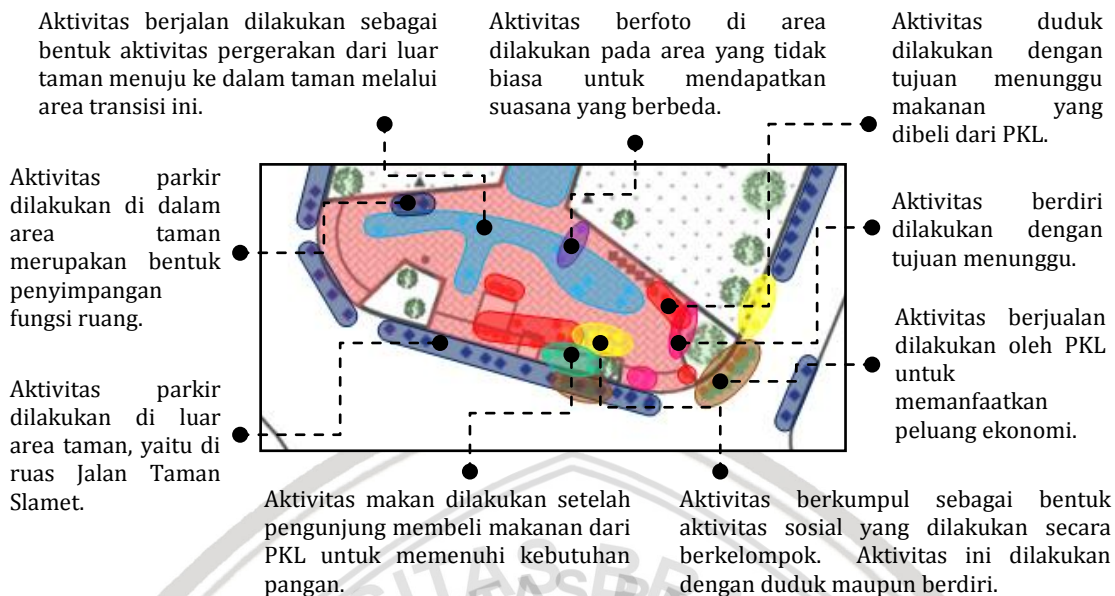 Aktivitas berjalan dilakukan sebagai
bentuk aktivitas pergerakan dari luar
taman menuju ke dalam taman melalui
area transisi ini.
Aktivitas berfoto di area
dilakukan pada area yang tidak
biasa untuk mendapatkan
suasana yang berbeda.
Aktivitas duduk
dilakukan dengan
tujuan menunggu
makanan yang
dibeli dari PKL.
Aktivitas parkir
dilakukan di dalam
area taman
merupakan bentuk
penyimpangan
fungsi ruang.
Aktivitas berdiri
dilakukan dengan
tujuan menunggu.
Aktivitas berjualan
dilakukan oleh PKL
untuk
memanfaatkan
peluang ekonomi.
Aktivitas parkir
dilakukan di luar
area taman, yaitu di
ruas Jalan Taman
Slamet.
Aktivitas makan dilakukan setelah
pengunjung membeli makanan dari
PKL untuk memenuhi kebutuhan
pangan.
Aktivitas berkumpul sebagai bentuk
aktivitas sosial yang dilakukan secara
berkelompok. Aktivitas ini dilakukan
dengan duduk maupun berdiri.